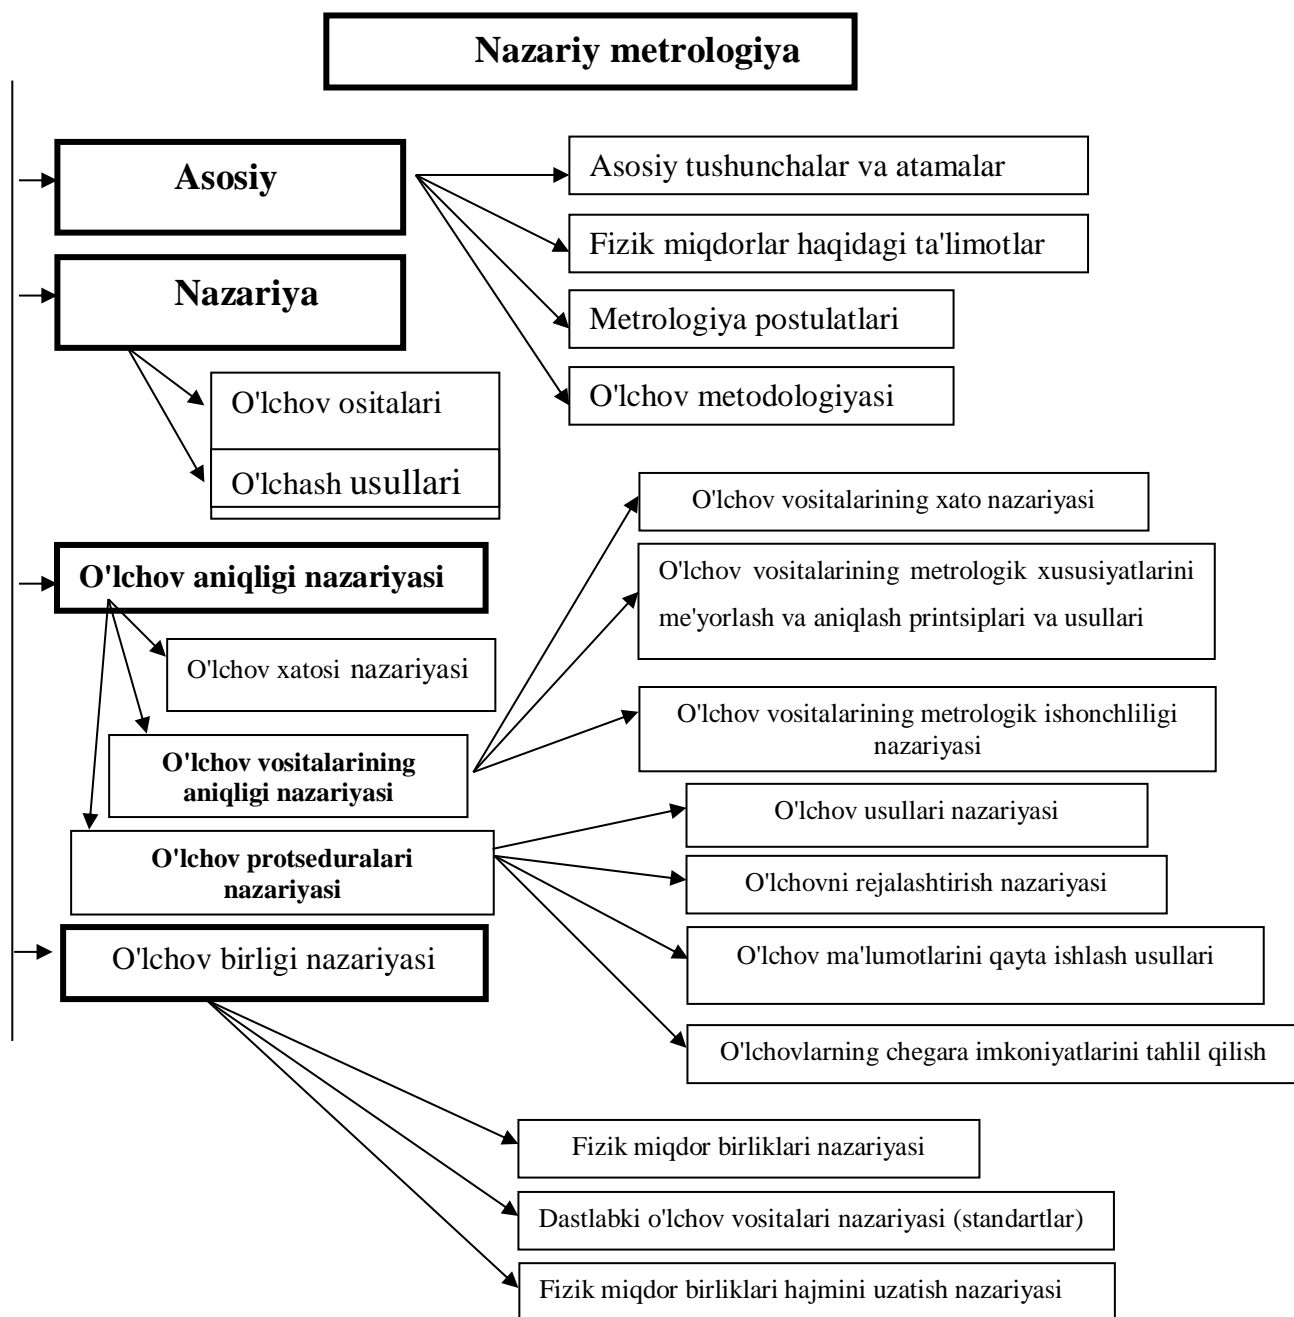 Nazariy metrologiya
Asosiy
Asosiy tushunchalar va atamalar
Fizik miqdorlar haqidagi ta'limotlar
Metrologiya postulatlari
O'lchov metodologiyasi
Nazariya
O'lchov ositalari
O'lchash usullari
O'lchov aniqligi nazariyasi
O'lchov xatosi nazariyasi
O'lchov vositalarining
aniqligi nazariyasi
O'lchov vositalarining xato nazariyasi
O'lchov vositalarining metrologik xususiyatlarini
me'yorlash va aniqlash printsiplari va usullari
O'lchov vositalarining metrologik ishonchliligi
nazariyasi
O'lchov protseduralari
nazariyasi
O'lchov usullari nazariyasi
O'lchovni rejalashtirish nazariyasi
O'lchov ma'lumotlarini qayta ishlash usullari
O'lchovlarning chegara imkoniyatlarini tahlil qilish
O'lchov birligi nazariyasi
Fizik miqdor birliklari nazariyasi
Dastlabki o'lchov vositalari nazariyasi (standartlar)
Fizik miqdor birliklari hajmini uzatish nazariyasi